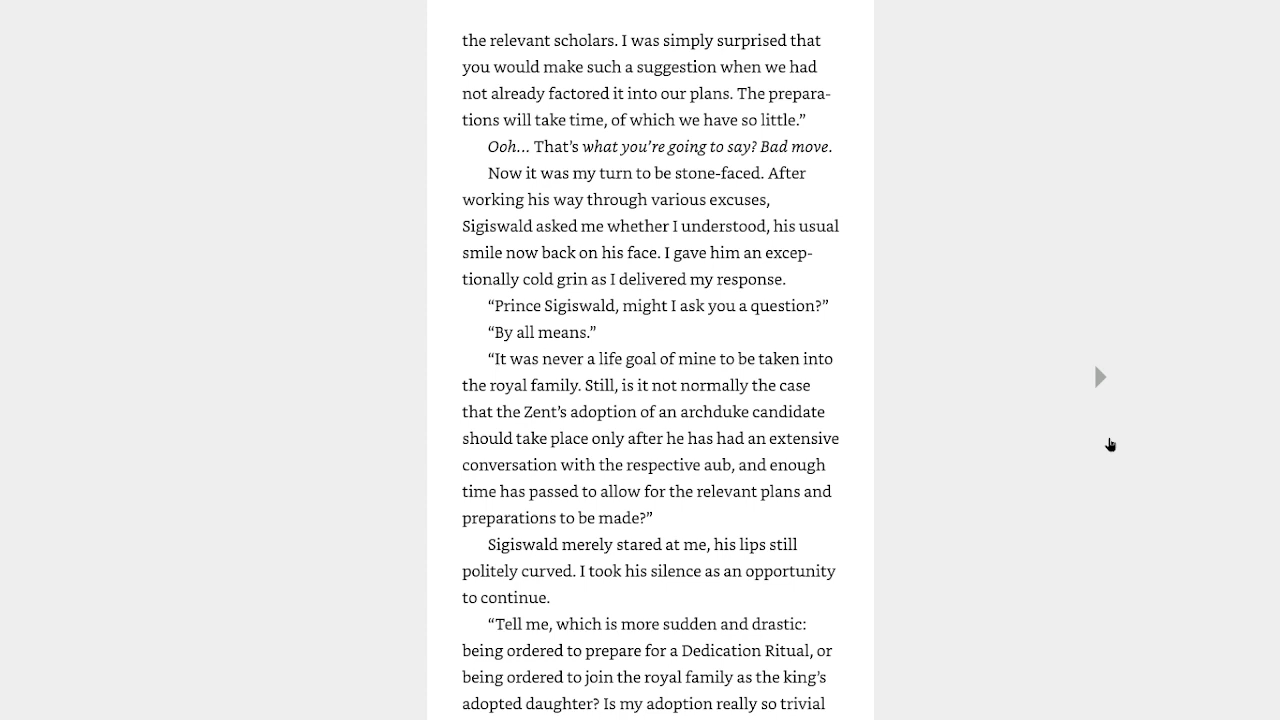 the relevant scholars. I was simply surprised that
you would make such a suggestion when we had
not already factored it into our plans. The prepara-
tions will take time, of which we have so little.”
Ooh... That’s what you’re going to say? Bad move.
Now it was my turn to be stone-faced. After
working his way through various excuses,
Sigiswald asked me whether I understood, his usual
smile now back on his face. I gave him an excep-
tionally cold grin as I delivered my response.
“Prince Sigiswald, might I ask you a question?”
“By all means.”
“It was never a life goal of mine to be taken into
the royal family. Still, is it not normally the case
that the Zent’s adoption of an archduke candidate
should take place only after he has had an extensive
conversation with the respective aub, and enough
time has passed to allow for the relevant plans and
preparations to be made?”
Sigiswald merely stared at me, his lips still
politely curved. I took his silence as an opportunity
to continue.
“Tell me, which is more sudden and drastic:
being ordered to prepare for a Dedication Ritual, or
being ordered to join the royal family as the king’s
adopted daughter? Is my adoption really so trivial